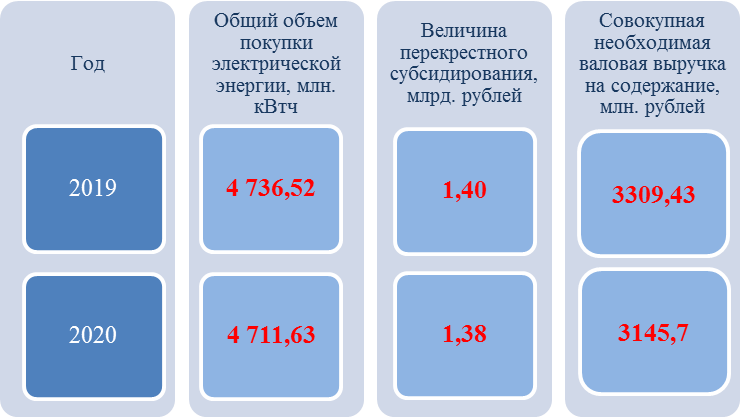 Год
Общий объем
покупки
электрической
энергии, млн.
кВтч
Величина
перекрестного
субсидирования,
млрд. рублей
Совокупная
необходимая
валовая выручка
на содержание,
млн. рублей
2019
4 736,52
1,40
3309,43
2020
4 711,63
1,38
3145,7